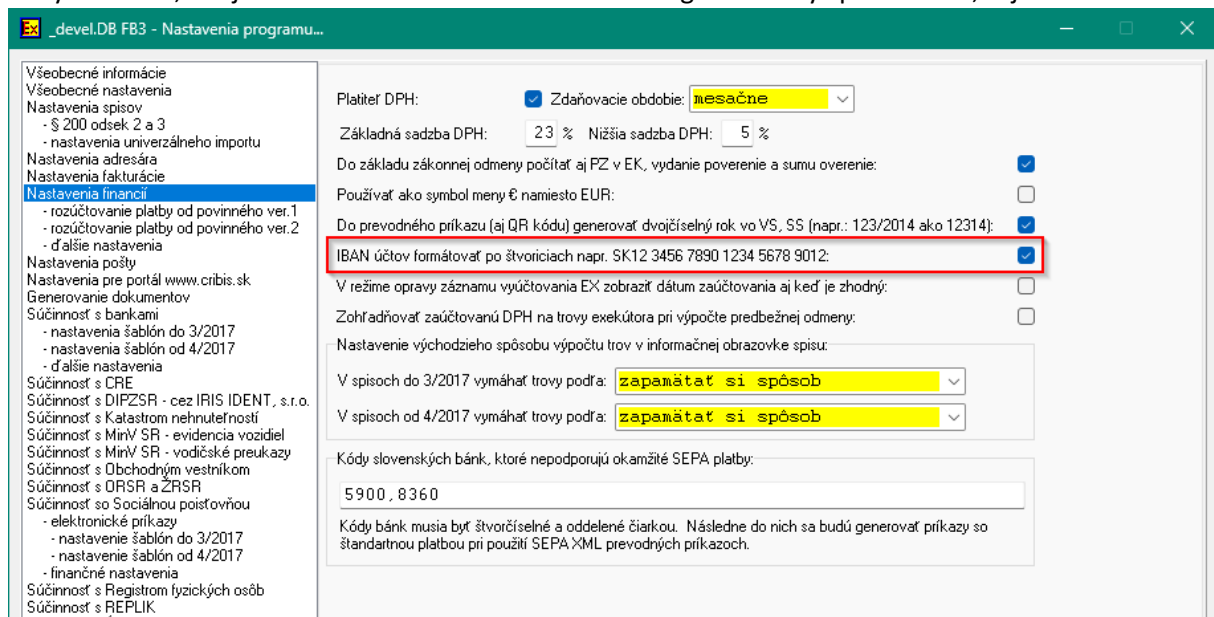 _devel.DB FB3 - Nastavenia programu...
Všeobecné informácie
Všeobecné nastavenia
Nastavenia spisov
- § 200 odsek 2 a 3
- nastavenia univerzálneho importu
Nastavenia adresára
Nastavenia fakturácie
Nastavenia financií
- rozúčtovanie platby od povinného ver.1
- rozúčtovanie platby od povinného ver.2
- ďalšie nastavenia
Nastavenia pošty
Nastavenia pre portál www.cribis.sk
Generovanie dokumentov
Súčinnosť s bankami
- nastavenia šablón do 3/2017
- nastavenia šablón od 4/2017
- ďalšie nastavenia
Súčinnosť s CRE
Súčinnosť s DIPZSR - cez IRIS IDENT, s.r.o.
Súčinnosť s Katastrom nehnuteľností
Súčinnosť s MinV SR - evidencia vozidiel
Súčinnosť s MinV SR - vodičské preukazy
Súčinnosť s Obchodným vestníkom
Súčinnosť s ORSR a ŽRSR
Súčinnosť so Sociálnou poisťovňou
- elektronické príkazy
- nastavenie šablón do 3/2017
- nastavenie šablón od 4/2017
- finančné nastavenia
Súčinnosť s Registrom fyzických osôb
Súčinnosť s REPLIK
Platiteľ DPH: Zdaňovacie obdobie: mesačne
Základná sadzba DPH: 23 % Nižšia sadzba DPH: 5 %
Do základu zákonnej odmeny počítať aj PZ v EK, vydanie poverenie a sumu overenie:
Používať ako symbol meny € namiesto EUR:
Do prevodného príkazu (aj QR kódu) generovať dvojčíselný rok vo VS, SS (napr.: 123/2014 ako 12314):
IBAN účtov formátovať po štvoriciach napr. SK12 3456 7890 1234 5678 9012:
V režime opravy záznamu vyúčtovania EX zobraziť dátum zaúčtovania aj keď je zhodný:
Zohľadňovať zaúčtovanú DPH na trovy exekútora pri výpočte predbežnej odmeny:
Nastavenie východzieho spôsobu výpočtu trov v informačnej obrazovke spisu:
V spisoch do 3/2017 vymáhať trovy podľa: zapamätať si spôsob
V spisoch od 4/2017 vymáhať trovy podľa: zapamätať si spôsob
Kódy slovenských bánk, ktoré nepodporujú okamžité SEPA platby:
5900,8360
Kódy bánk musia byť štvorčíselné a oddelené čiarkou. Následne do nich sa budú generovať príkazy so
štandartnou platbou pri použití SEPA XML prevodných príkazoch.